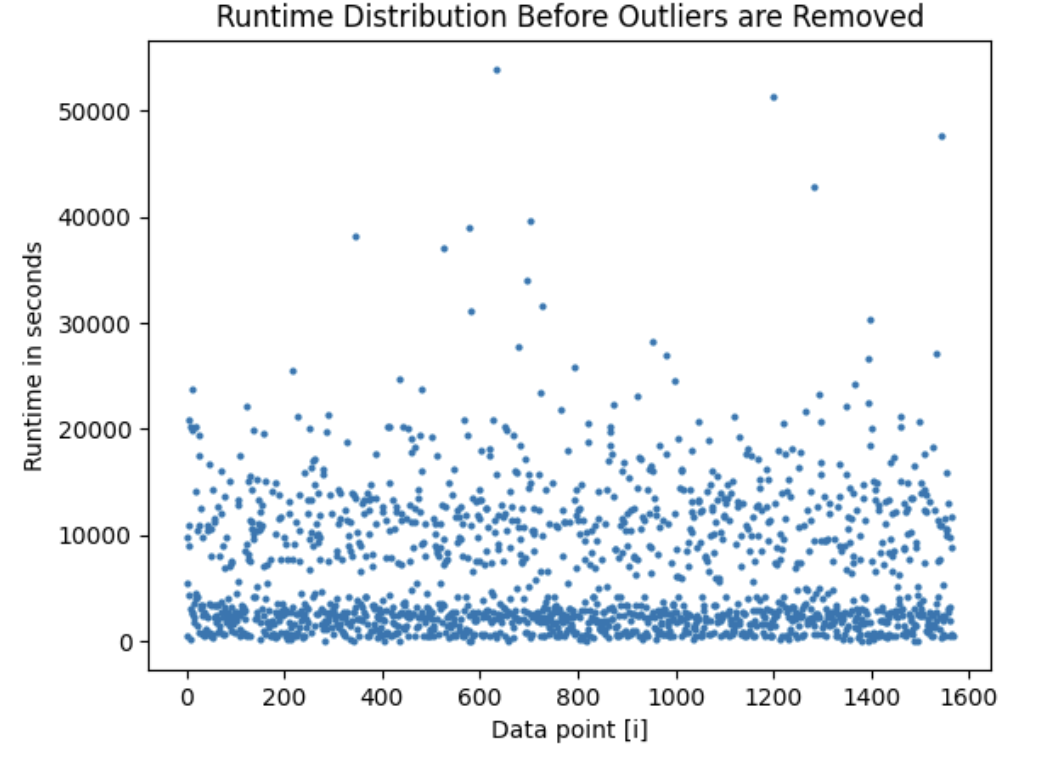 Runtime Distribution Before Outliers are Removed
50000
40000
30000
20000
10000
0
Runtime in seconds
0 200 400 600 800 1000 1200 1400 1600
Data point [i]